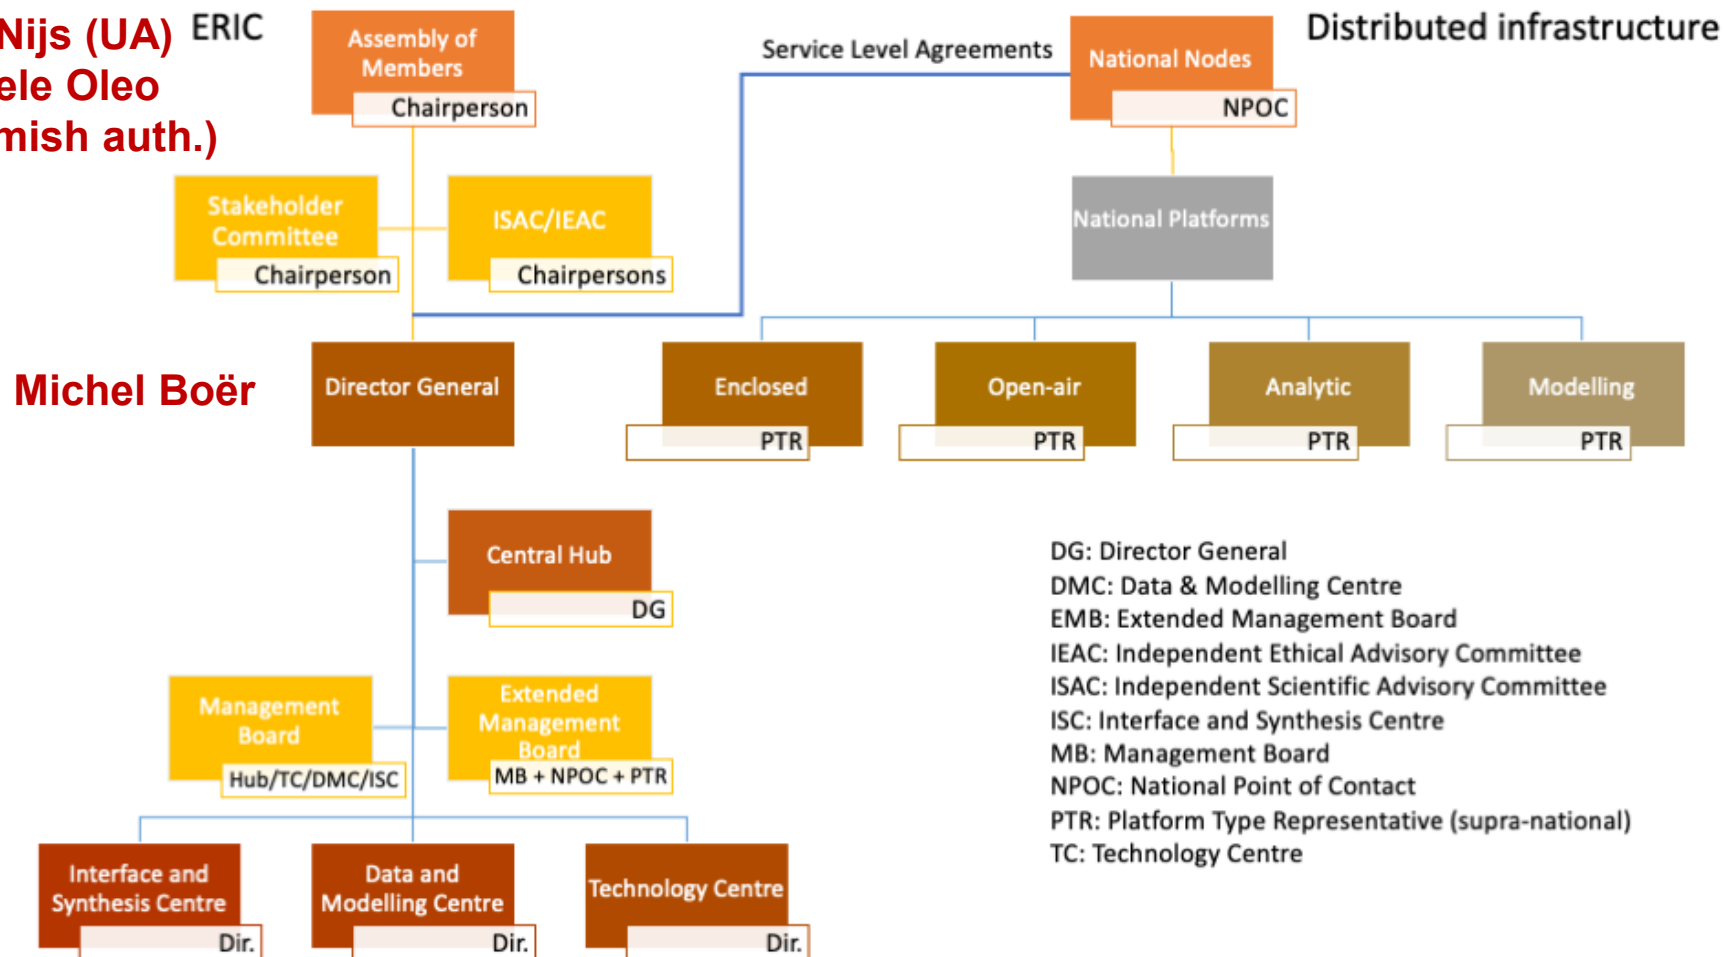 Nijs (UA)
ele Oleo
mish auth.)
ERIC
Assembly of
Members
Chairperson
Service Level Agreements
National Nodes
NPOC
Distributed infrastructure
Stakeholder
Committee
Chairperson
ISAC/IEAC
Chairpersons
National Platforms
Michel Boër
Director General
Enclosed
PTR
Open-air
PTR
Analytic
PTR
Modelling
PTR
Central Hub
DG
Management
Board
Hub/TC/DMC/ISC
Extended
Management
Board
MB + NPOC + PTR
Interface and
Synthesis Centre
Dir.
Data and
Modelling Centre
Dir.
Technology Centre
Dir.
DG: Director General
DMC: Data & Modelling Centre
EMB: Extended Management Board
IEAC: Independent Ethical Advisory Committee
ISAC: Independent Scientific Advisory Committee
ISC: Interface and Synthesis Centre
MB: Management Board
NPOC: National Point of Contact
PTR: Platform Type Representative (supra-national)
TC: Technology Centre